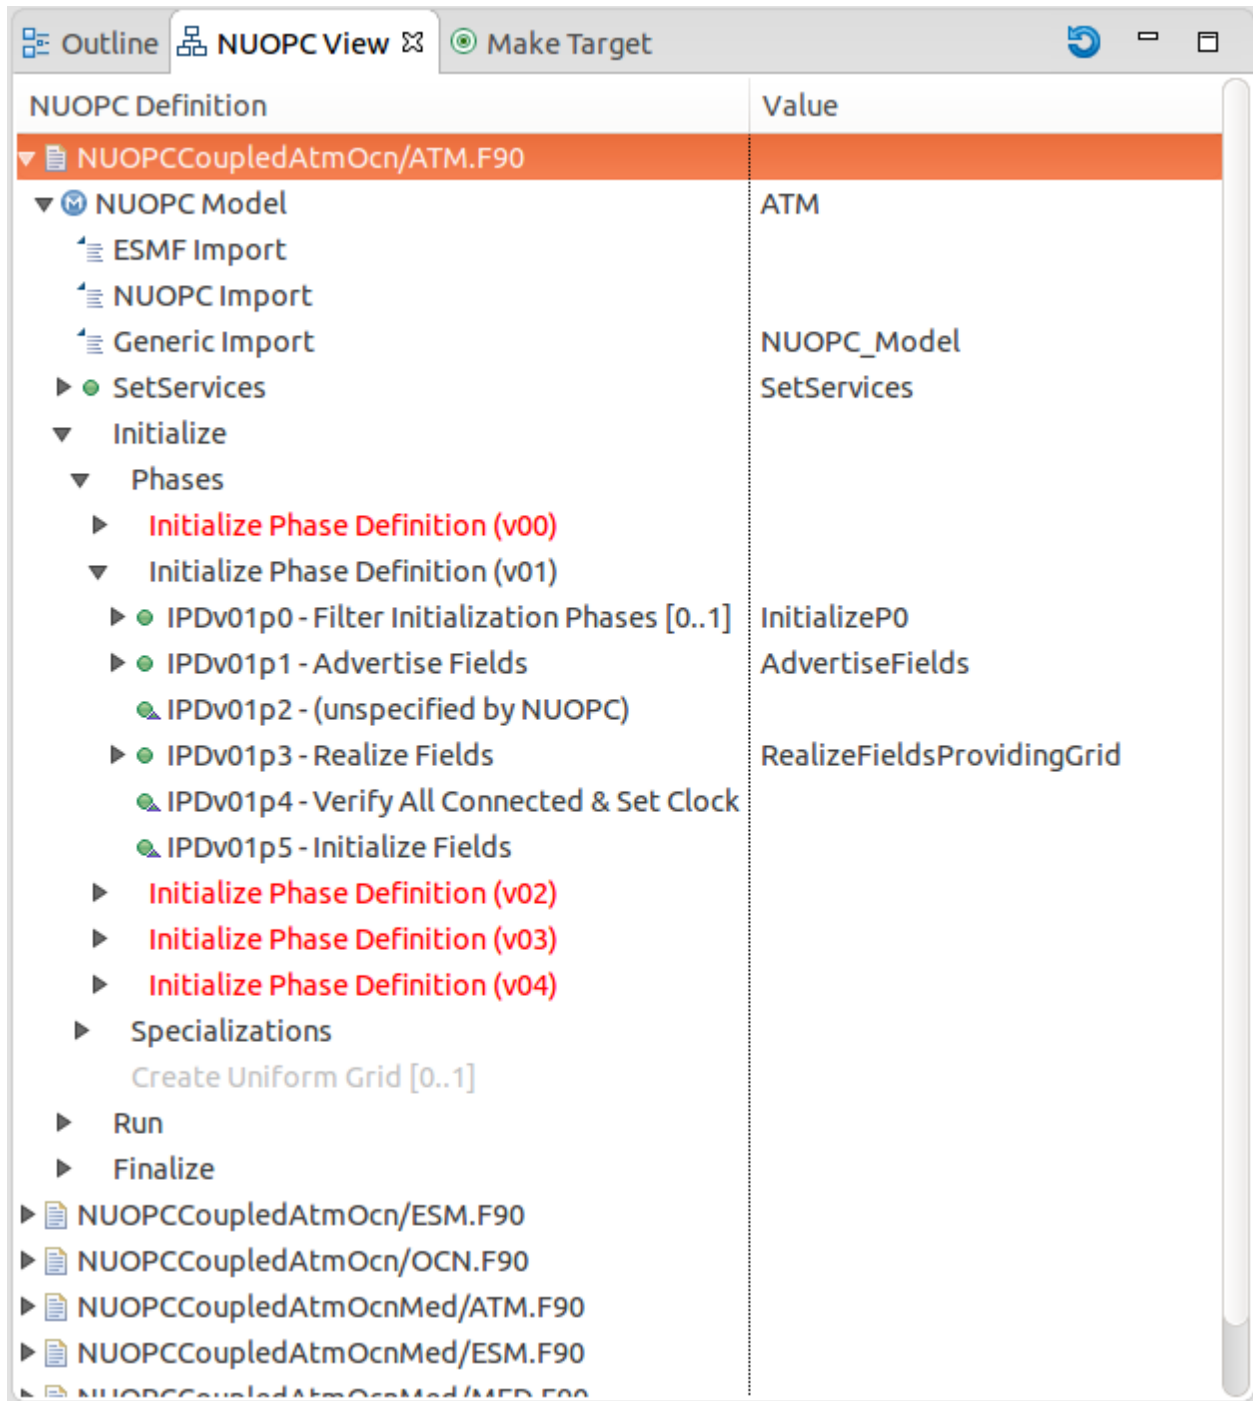 Outline NUOPC View Make Target
NUOPC Definition Value
NUOPCCoupledAtmOcn/ATM.F90
NUOPC Model ATM
ESMF Import
NUOPC Import
Generic Import NUOPC_Model
SetServices SetServices
Initialize
Phases
Initialize Phase Definition (v00)
Initialize Phase Definition (v01)
IPDv01p0 - Filter Initialization Phases [0..1] InitializeP0
IPDv01p1 - Advertise Fields AdvertiseFields
IPDv01p2 - (unspecified by NUOPC)
IPDv01p3 - Realize Fields RealizeFieldsProvidingGrid
IPDv01p4 - Verify All Connected & Set Clock
IPDv01p5 - Initialize Fields
Initialize Phase Definition (v02)
Initialize Phase Definition (v03)
Initialize Phase Definition (v04)
Specializations
Create Uniform Grid [0..1]
Run
Finalize
NUOPCCoupledAtmOcn/ESM.F90
NUOPCCoupledAtmOcn/OCN.F90
NUOPCCoupledAtmOcnMed/ATM.F90
NUOPCCoupledAtmOcnMed/ESM.F90
NUOPCCoupledAtmOcnMed/MED.F90